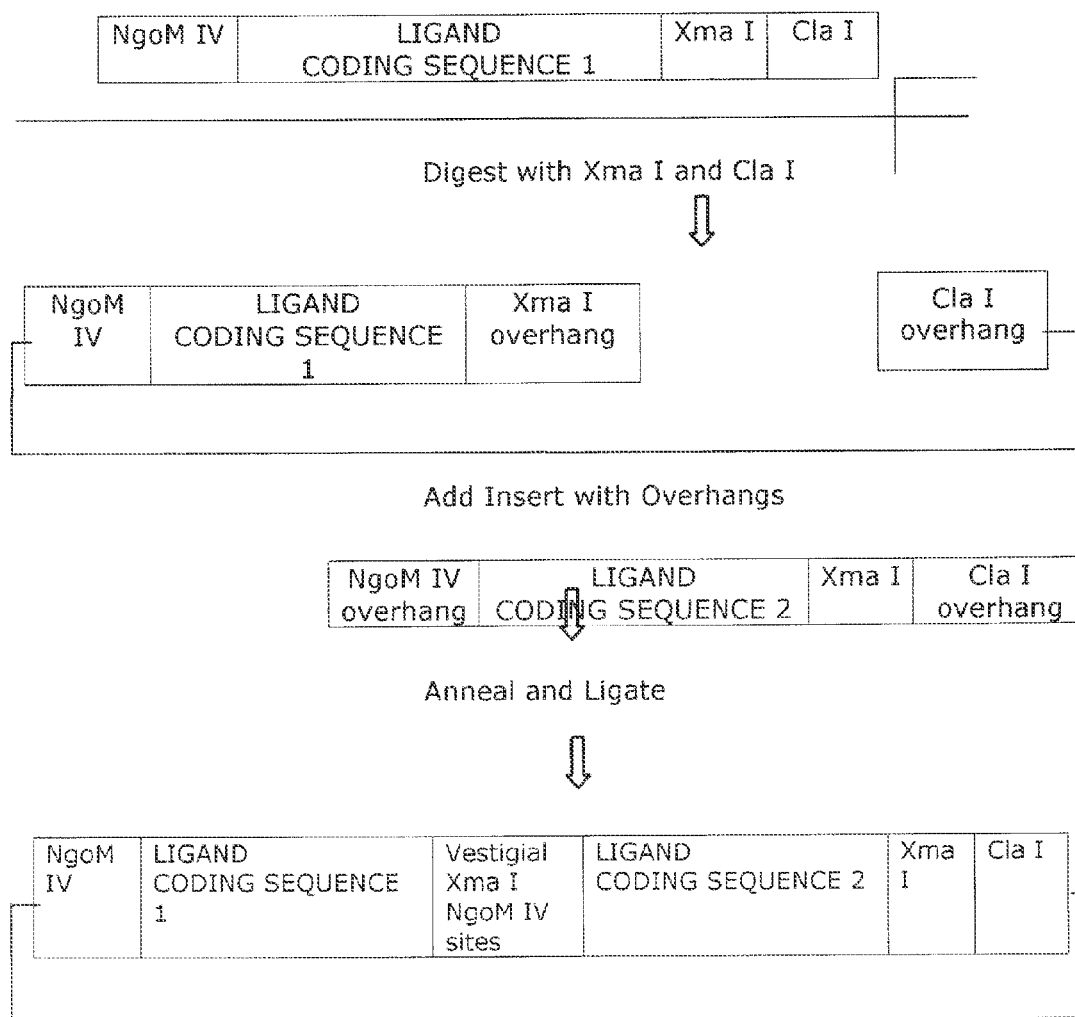 NgoM IV
LIGAND
CODING SEQUENCE 1
Xma I
Cla I
Digest with Xma I and Cla I
NgoM
IV
LIGAND
CODING SEQUENCE
1
Xma I
overhang
Cla I
overhang
Add Insert with Overhangs
NgoM IV
overhang
LIGAND
CODING SEQUENCE 2
Xma I
Cla I
overhang
Anneal and Ligate
NgoM
IV
LIGAND
CODING SEQUENCE
1
Vestigial
Xma I
NgoM IV
sites
LIGAND
CODING SEQUENCE 2
Xma
I
Cla I